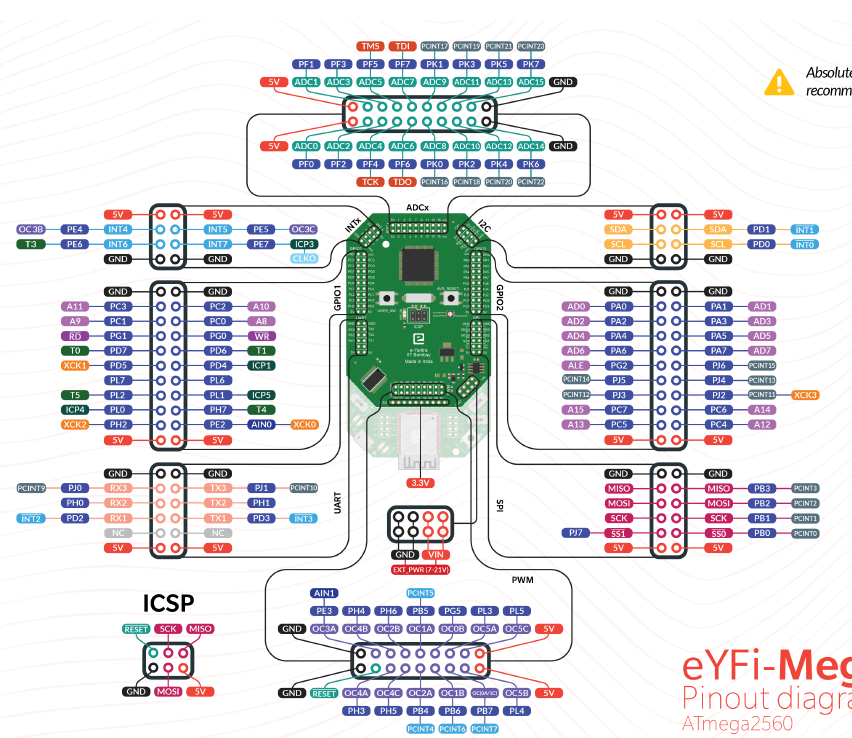 TMS TDI PCINT17 PCINT19 PCINT21 PCINT23
PF1 PF3 PF5 PF7 PK1 PK3 PK5 PK7
5V ADC1 ADC3 ADC5 ADC7 ADC9 ADC11 ADC13 ADC15 GND
Absolute
recomm
5V ADC0 ADC2 ADC4 ADC6 ADC8 ADC10 ADC12 ADC14 GND
PF0 PF2 PF4 PF6 PK0 PK2 PK4 PK6
TCK TDO PCINT16 PCINT18 PCINT20 PCINT22
ADCx
INTx
I2C
5V 5V
OC3B PE4 INT4 INT5 PE5 OC3C
T3 PE6 INT6 INT7 PE7 ICP3
GND GND CLKO
5V 5V
SDA SDA PD1 INT1
SCL SCL PD0 INT0
GND GND
GPIO1
GPIO2
GND GND
A11 PC3 PC2 A10
A9 PC1 PC0 A8
RD PG1 PG0 WR
T0 PD7 PD6 T1
XCK1 PD5 PD4 ICP1
PL7 PL6
T5 PL2 PL1 ICP5
ICP4 PL0 PH7 T4
XCK2 PH2 PE2 AIN0 XCK0
5V 5V
GND GND
AD0 PA0 PA1 AD1
AD2 PA2 PA3 AD3
AD4 PA4 PA5 AD5
AD6 PA6 PA7 AD7
ALE PG2 PJ6 PCINT15
PCINT14 PJ5 PJ4 PCINT13
PCINT12 PJ3 PJ2 PCINT11 XCK3
A15 PC7 PC6 A14
A13 PC5 PC4 A12
5V 5V
ICSP
e-Yantra
IIT Bombay
Made in India
3.3V
UART
SPI
GND GND
PCINT9 PJ0 RX3 TX3 PJ1 PCINT10
PH0 RX2 TX2 PH1
INT2 PD2 RX1 TX1 PD3 INT3
NC NC
5V 5V
GND GND
MISO MISO PB3 PCINT3
MOSI MOSI PB2 PCINT2
SCK SCK PB1 PCINT1
PJ7 SS1 SS0 PB0 PCINT0
5V 5V
GND VIN
EXT_PWR (7-21V)
PWM
ICSP
RESET SCK MISO
GND MOSI 5V
AIN1 PCINT5
PE3 PH4 PH6 PB5 PG5 PL3 PL5
GND OC3A OC4B OC2B OC1A OC0B OC5A OC5C 5V
GND RESET OC4A OC4C OC2A OC1B OC(0A/1C) OC5B 5V
PH3 PH5 PB4 PB6 PB7 PL4
PCINT4 PCINT6 PCINT7
eYFi-Meg
Pinout diagra
ATmega2560